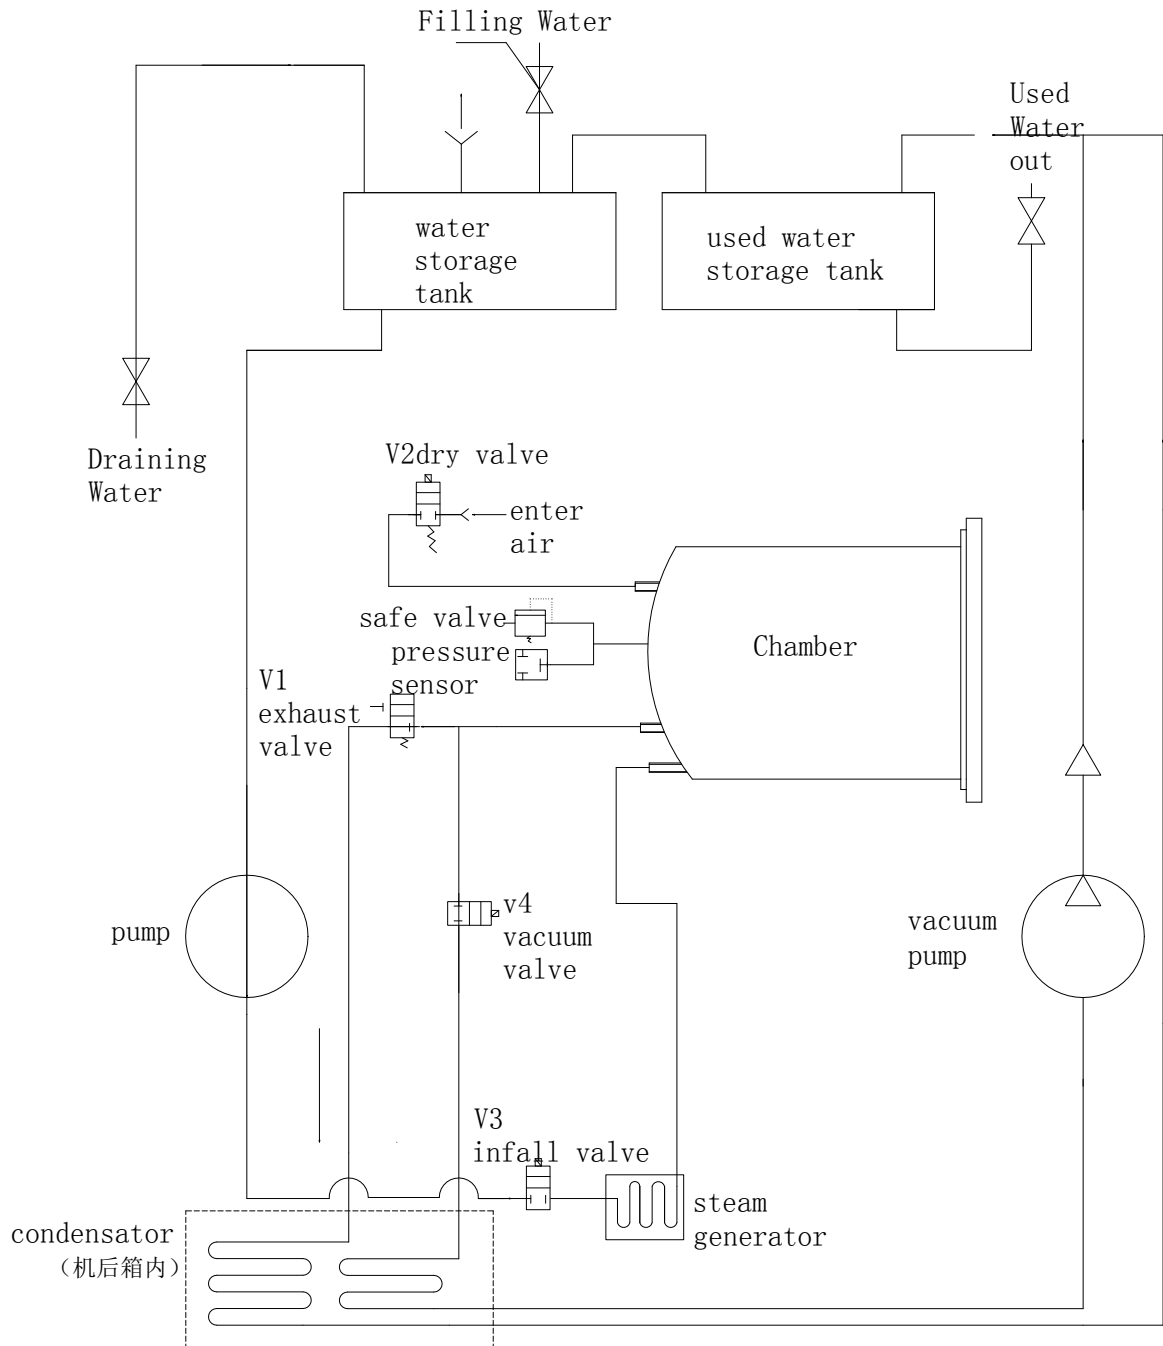 Filling Water
Used
Water
out
water
storage
tank
used water
storage tank
Draining
Water
V2dry valve
enter
air
safe valve
pressure
sensor
Chamber
V1
exhaust
valve
pump
v4
vacuum
valve
vacuum
pump
V3
infall valve
steam
generator
condensator
（机后箱内）